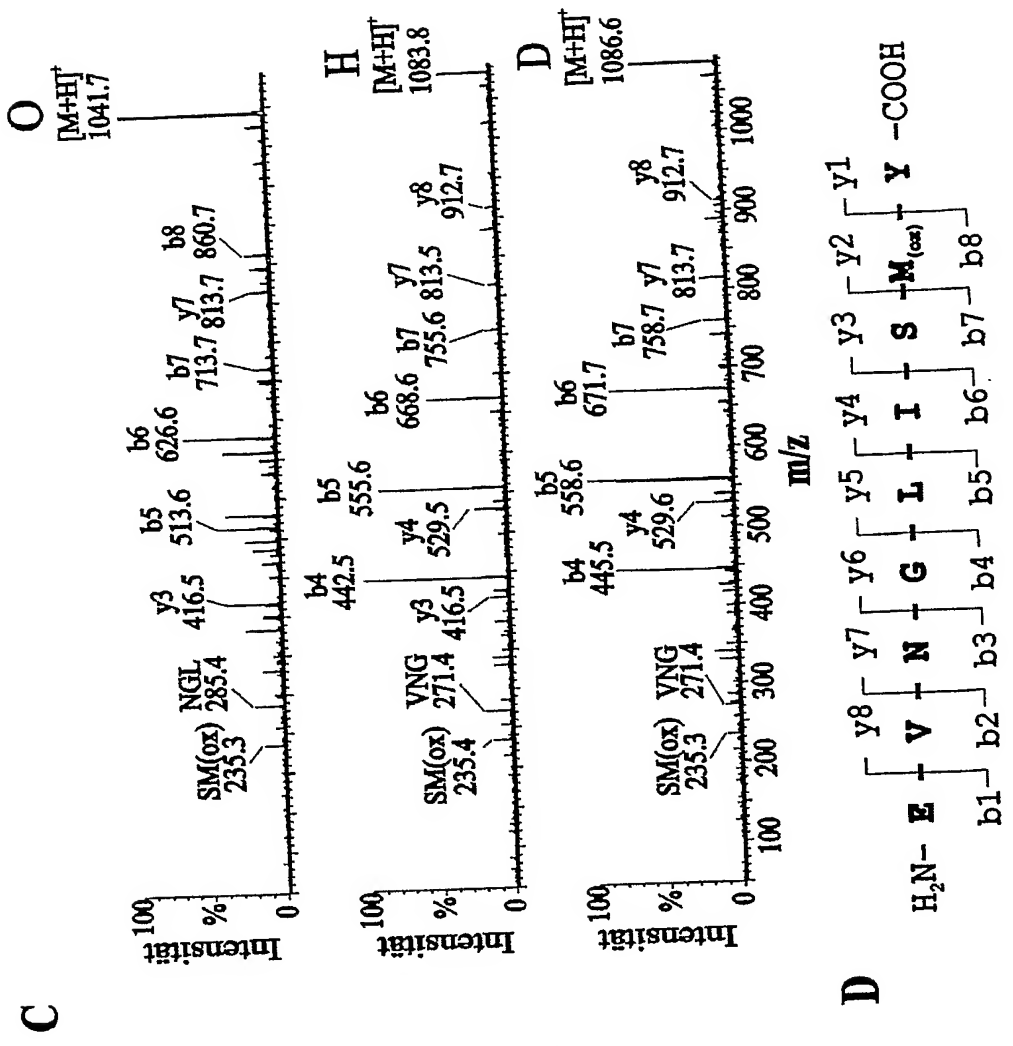 C
O
[M+H]+
1041.7
100
%
0
Intensität
SM(ox)
235.3
NGL
285.4
y3
416.5
b5
513.6
b6
626.6
b7
713.7
y7
813.7
b8
860.7
H
[M+H]+
1083.8
100
%
0
Intensität
SM(ox)
235.4
VNG
271.4
y3
416.5
b4
442.5
y4
529.5
b5
555.6
b6
668.6
b7
755.6
y7
813.5
y8
912.7
D
[M+H]+
1086.6
100
%
0
Intensität
SM(ox)
235.3
VNG
271.4
b4
445.5
y4
529.6
b5
558.6
b6
671.7
b7
758.7
y7
813.7
y8
912.7
100 200 300 400 500 600 700 800 900 1000
m/z
D
y8 y7 y6 y5 y4 y3 y2 y1
H2N- E V N G L I S M(ox) Y -COOH
b1 b2 b3 b4 b5 b6 b7 b8